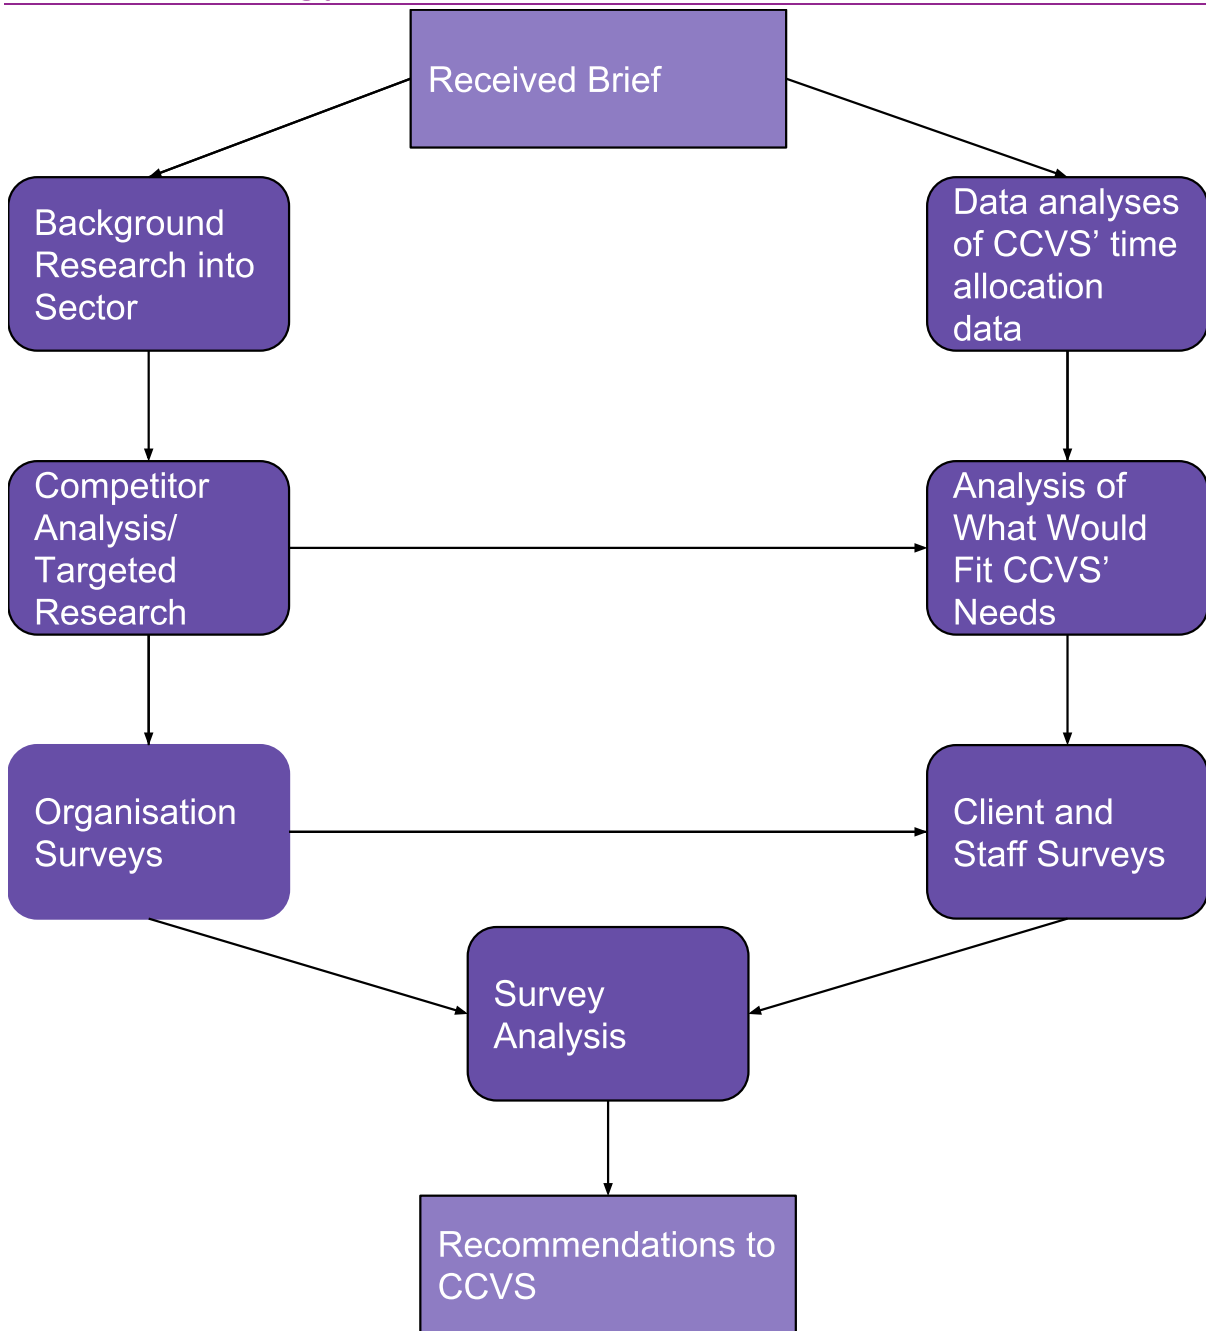 Received Brief
Background
Research into
Sector
Data analyses
of CCVS’ time
allocation
data
Competitor
Analysis/
Targeted
Research
Analysis of
What Would
Fit CCVS’
Needs
Organisation
Surveys
Client and
Staff Surveys
Survey
Analysis
Recommendations to
CCVS